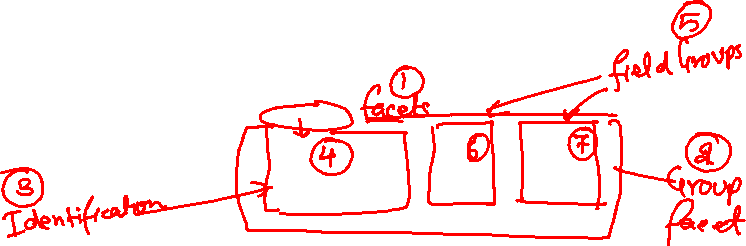 5
field Groups
1
facets
4
6
7
2
Group
facet
3
Identification